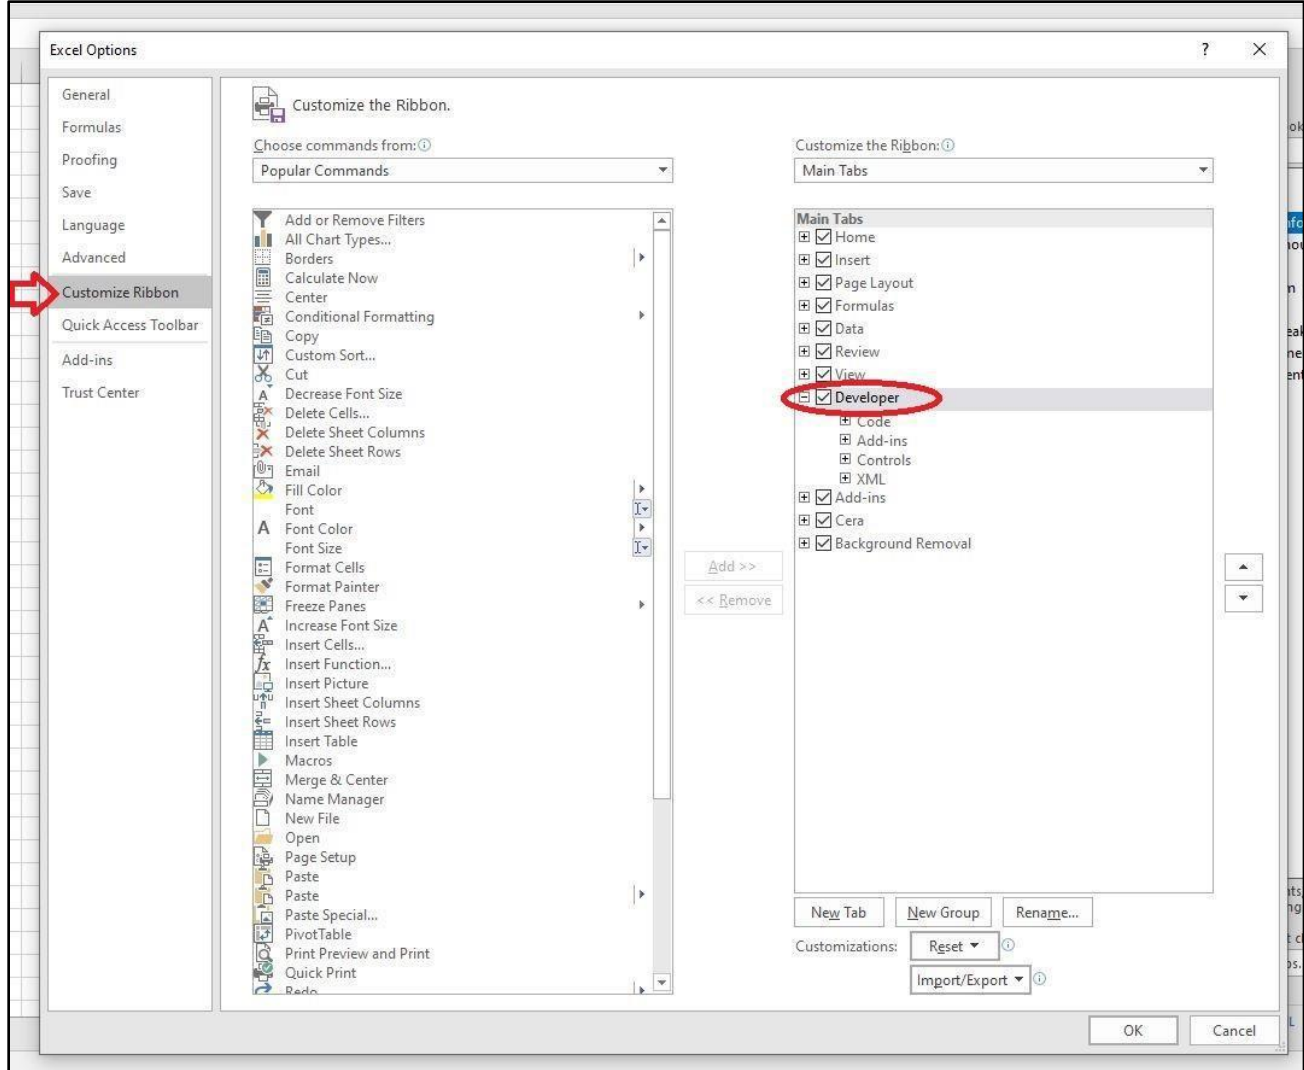 Excel Options
?
General
Formulas
Proofing
Save
Language
Advanced
Customize Ribbon
Quick Access Toolbar
Add-ins
Trust Center
Customize the Ribbon.
Choose commands from:
Popular Commands
Add or Remove Filters
All Chart Types...
Borders
Calculate Now
Center
Conditional Formatting
Copy
Custom Sort...
Cut
Decrease Font Size
Delete Cells...
Delete Sheet Columns
Delete Sheet Rows
Email
Fill Color
Font
Font Color
Font Size
Format Cells
Format Painter
Freeze Panes
Increase Font Size
Insert Cells...
Insert Function...
Insert Picture
Insert Sheet Columns
Insert Sheet Rows
Insert Table
Macros
Merge & Center
Name Manager
New File
Open
Page Setup
Paste
Paste
Paste Special...
PivotTable
Print Preview and Print
Quick Print
Redo
Add >>
<< Remove
Customize the Ribbon:
Main Tabs
Main Tabs
Home
Insert
Page Layout
Formulas
Data
Review
View
Developer
Code
Add-ins
Controls
XML
Add-ins
Cera
Background Removal
New Tab
New Group
Rename...
Customizations:
Reset
Import/Export
OK
Cancel